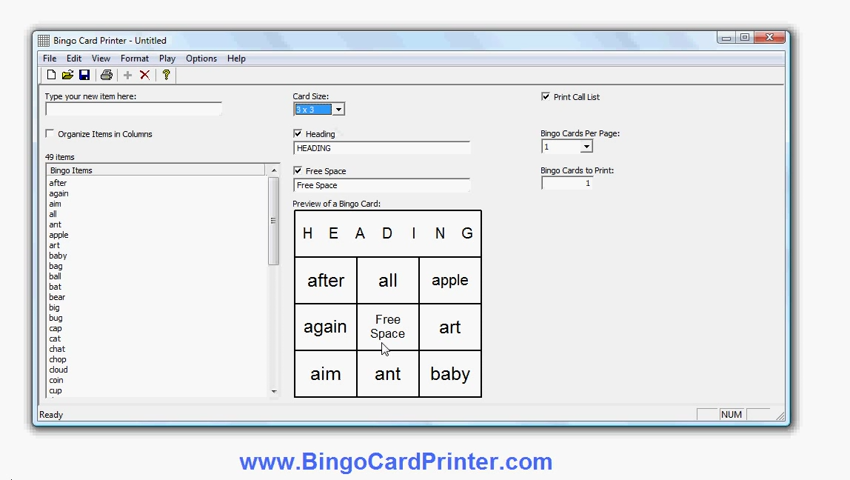 Bingo Card Printer - Untitled
File Edit View Format Play Options Help
Type your new item here:
Organize Items in Columns
49 items
Bingo Items
after
again
aim
all
ant
apple
art
baby
bag
ball
bat
bear
big
bug
cap
cat
chat
chop
cloud
coin
cup
Card Size:
3 x 3
Heading
HEADING
Free Space
Free Space
Preview of a Bingo Card:
H E A D I N G
after all apple
again Free Space art
aim ant baby
Print Call List
Bingo Cards Per Page:
1
Bingo Cards to Print:
1
Ready
NUM
www.BingoCardPrinter.com